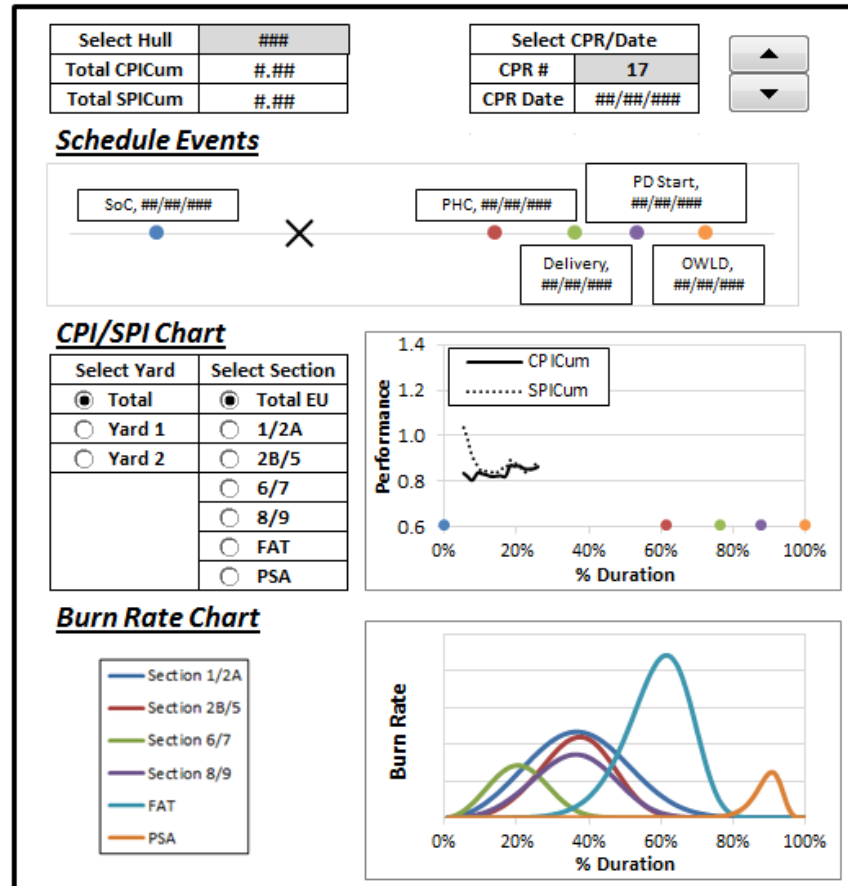 Select Hull ###
Total CPICum #.##
Total SPICum #.##
Select CPR/Date
CPR # 17
CPR Date ##/##/###
Schedule Events
SoC, ##/##/###
PHC, ##/##/###
PD Start,
##/##/###
Delivery,
##/##/###
OWLD,
##/##/###
CPI/SPI Chart
Select Yard Select Section
Total Total EU
Yard 1 1/2A
Yard 2 2B/5
6/7
8/9
FAT
PSA
Performance
1.4
1.2
1.0
0.8
0.6
CPICum
SPICum
0% 20% 40% 60% 80% 100%
% Duration
Burn Rate Chart
Section 1/2A
Section 2B/5
Section 6/7
Section 8/9
FAT
PSA
Burn Rate
0% 20% 40% 60% 80% 100%
% Duration